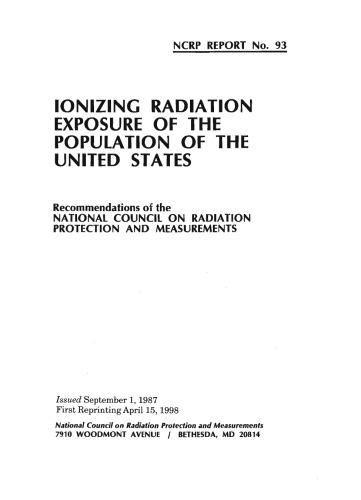 NCRP REPORT No. 93
IONIZING RADIATION
EXPOSURE OF THE
POPULATION OF THE
UNITED STATES
Recommendations of the
NATIONAL COUNCIL ON RADIATION
PROTECTION AND MEASUREMENTS
Issued September 1, 1987
First Reprinting April 15, 1998
National Council on Radiation Protection and Measurements
7910 WOODMONT AVENUE / BETHESDA, MD 20814